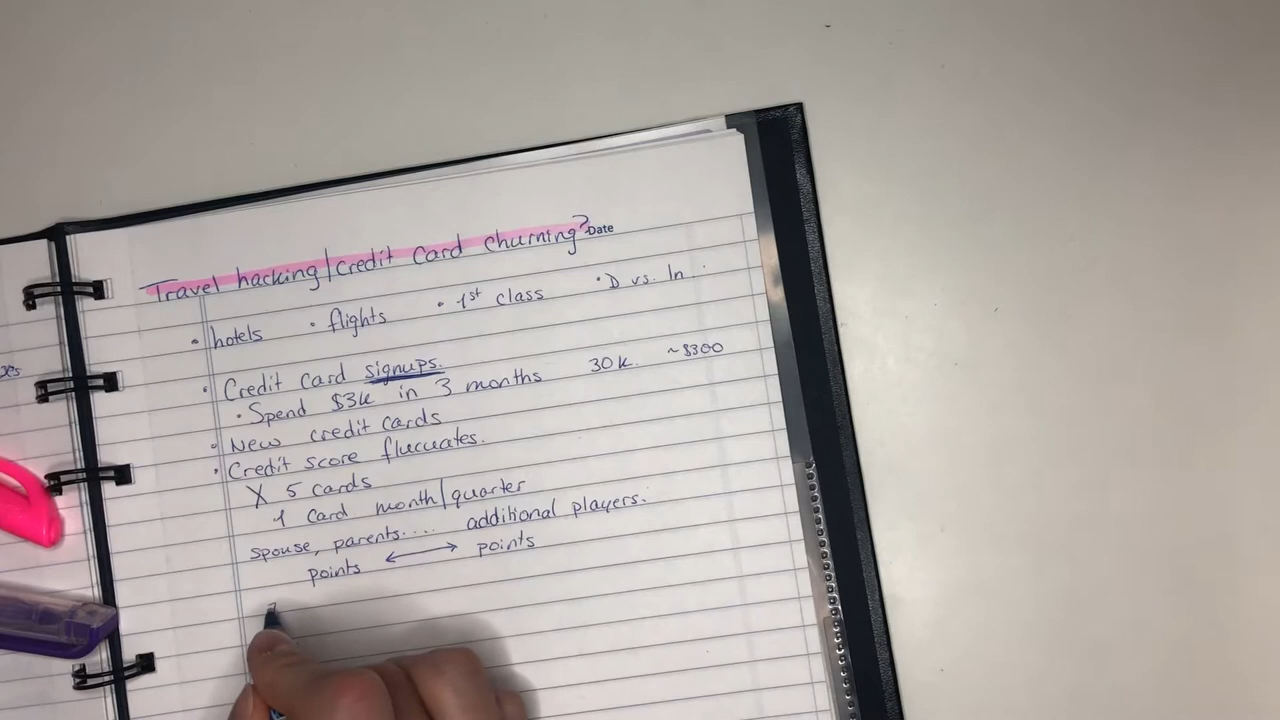 Date
Travel hacking/credit card churning?
• hotels • flights • 1st class • D vs. In
• Credit Card signups.
• Spend $3k in 3 months 30k ~$300
• New credit cards
• Credit score flucuates.
X 5 cards
1 card month/quarter
spouse, parents.... additional players.
points ⟷ points